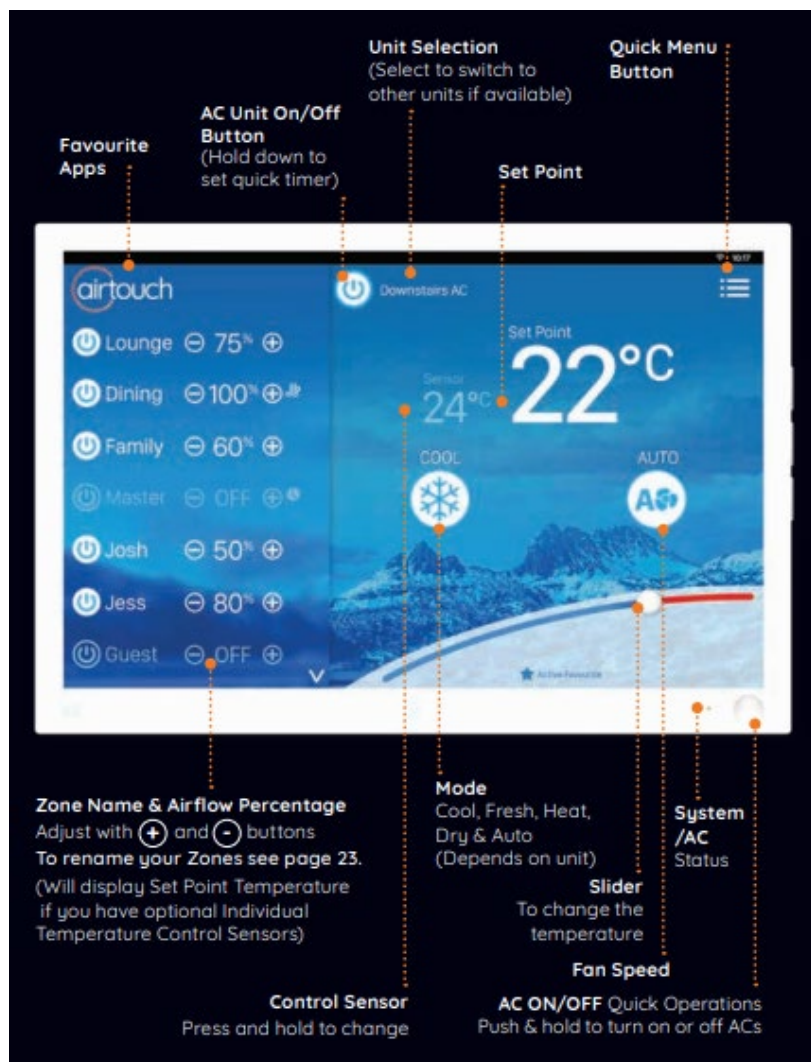 Unit Selection
(Select to switch to
other units if available)
Quick Menu
Button
AC Unit On/Off
Button
(Hold down to
set quick timer)
Favourite
Apps
Set Point
10:17
airtouch
Downstairs AC
Lounge 75%
Dining 100%
Family 60%
Master OFF
Josh 50%
Jess 80%
Guest OFF
Set Point
22°C
Sensor
24°C
COOL
AUTO
A
Active Favourite
Zone Name & Airflow Percentage
Adjust with + and - buttons
To rename your Zones see page 23.
(Will display Set Point Temperature
if you have optional Individual
Temperature Control Sensors)
Mode
Cool, Fresh, Heat,
Dry & Auto
(Depends on unit)
System
/AC
Status
Slider
To change the
temperature
Fan Speed
Control Sensor
Press and hold to change
AC ON/OFF Quick Operations
Push & hold to turn on or off ACs